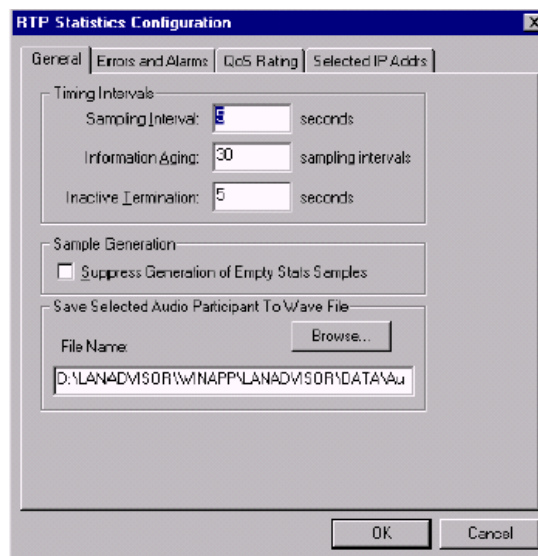 RTP Statistics Configuration
General
Errors and Alarms
QoS Rating
Selected IP Addrs
Timing Intervals
Sampling Interval: 5 seconds
Information Aging: 30 sampling intervals
Inactive Termination: 5 seconds
Sample Generation
Suppress Generation of Empty Stats Samples
Save Selected Audio Participant To Wave File
Browse...
File Name:
D:\LANADVISOR\WINAPP\LANADVISOR\DATA\Au
OK
Cancel